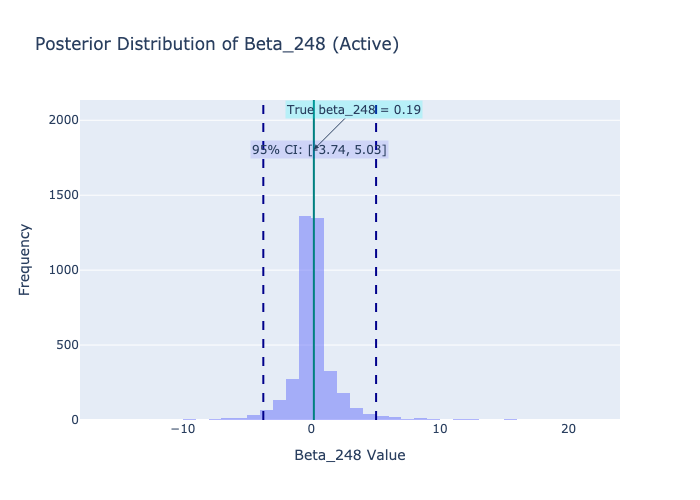 Posterior Distribution of Beta_248 (Active)
True beta_248 = 0.19
95% CI: [-3.74, 5.03]
2000
1500
1000
500
0
Frequency
−10
0
10
20
Beta_248 Value